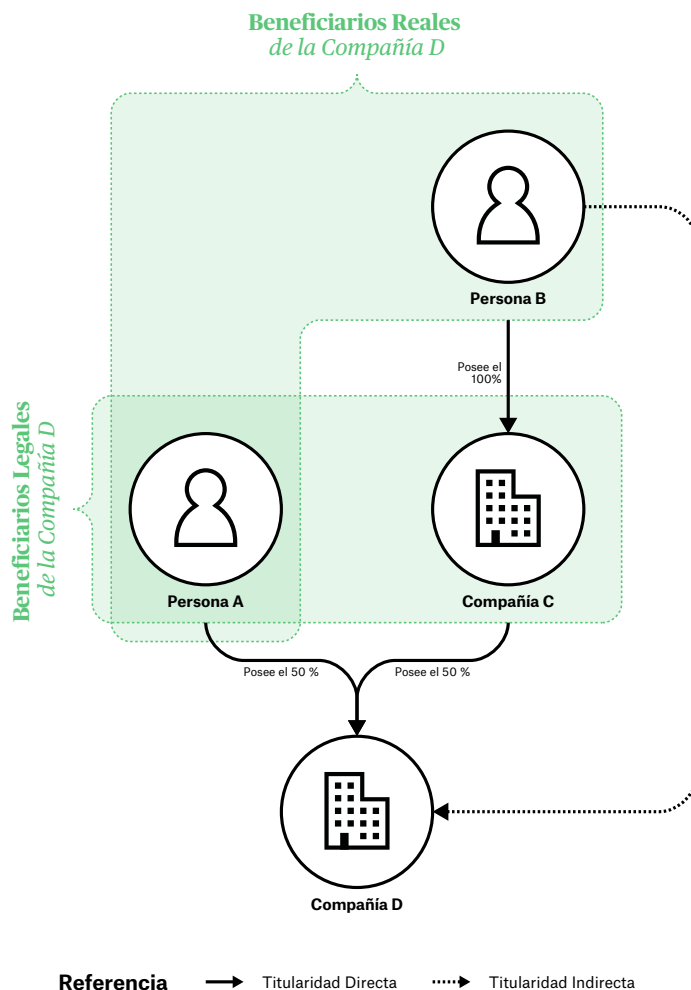 Beneficiarios Reales
de la Compañía D
Persona B
Posee el
100%
Beneficiarios Legales
de la Compañía D
Persona A
Compañía C
Posee el 50 %
Posee el 50 %
Compañía D
Referencia
Titularidad Directa
Titularidad Indirecta